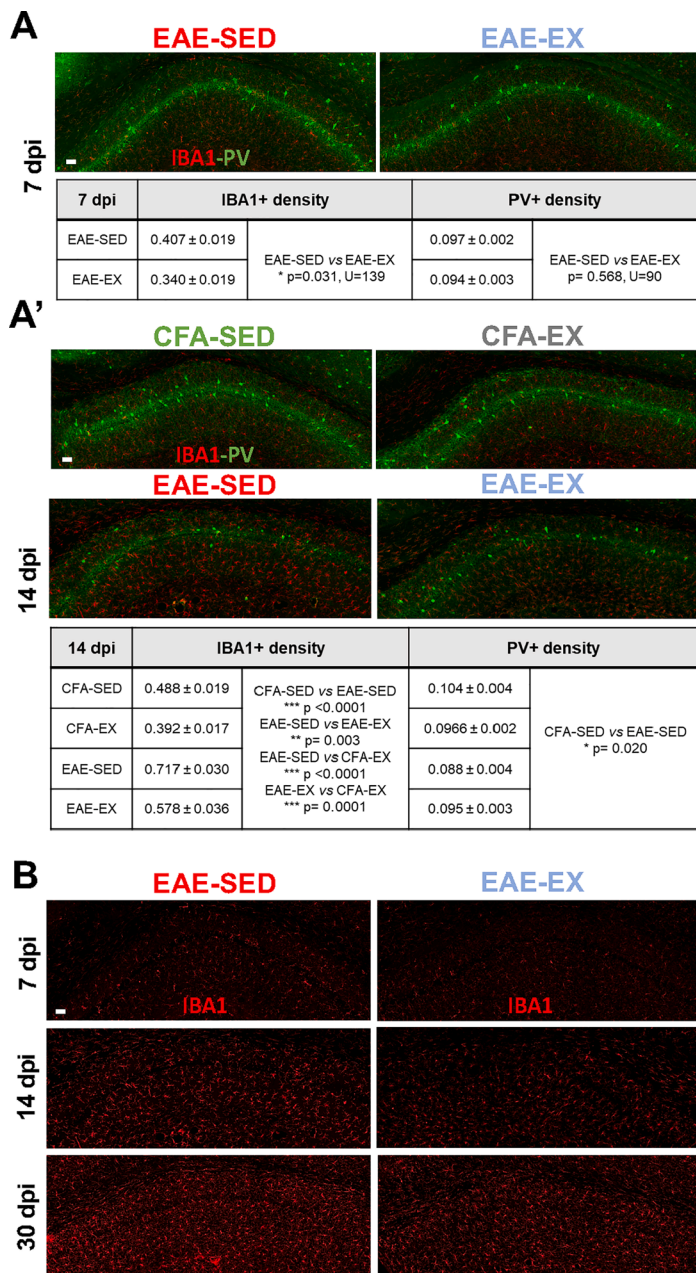 A
EAE-SED EAE-EX
7 dpi
IBA1-PV
7 dpi IBA1+ density PV+ density
EAE-SED 0.407 ± 0.019 EAE-SED vs EAE-EX 0.097 ± 0.002 EAE-SED vs EAE-EX
EAE-EX 0.340 ± 0.019 * p=0.031, U=139 0.094 ± 0.003 p= 0.568, U=90
A’
CFA-SED CFA-EX
IBA1-PV
EAE-SED EAE-EX
14 dpi
14 dpi IBA1+ density PV+ density
CFA-SED 0.488 ± 0.019 CFA-SED vs EAE-SED 0.104 ± 0.004
*** p <0.0001
CFA-EX 0.392 ± 0.017 EAE-SED vs EAE-EX 0.0966 ± 0.002 CFA-SED vs EAE-SED
** p= 0.003 * p= 0.020
EAE-SED 0.717 ± 0.030 EAE-SED vs CFA-EX 0.088 ± 0.004
*** p <0.0001
EAE-EX 0.578 ± 0.036 EAE-EX vs CFA-EX 0.095 ± 0.003
*** p= 0.0001
B
EAE-SED EAE-EX
7 dpi
IBA1 IBA1
14 dpi
30 dpi